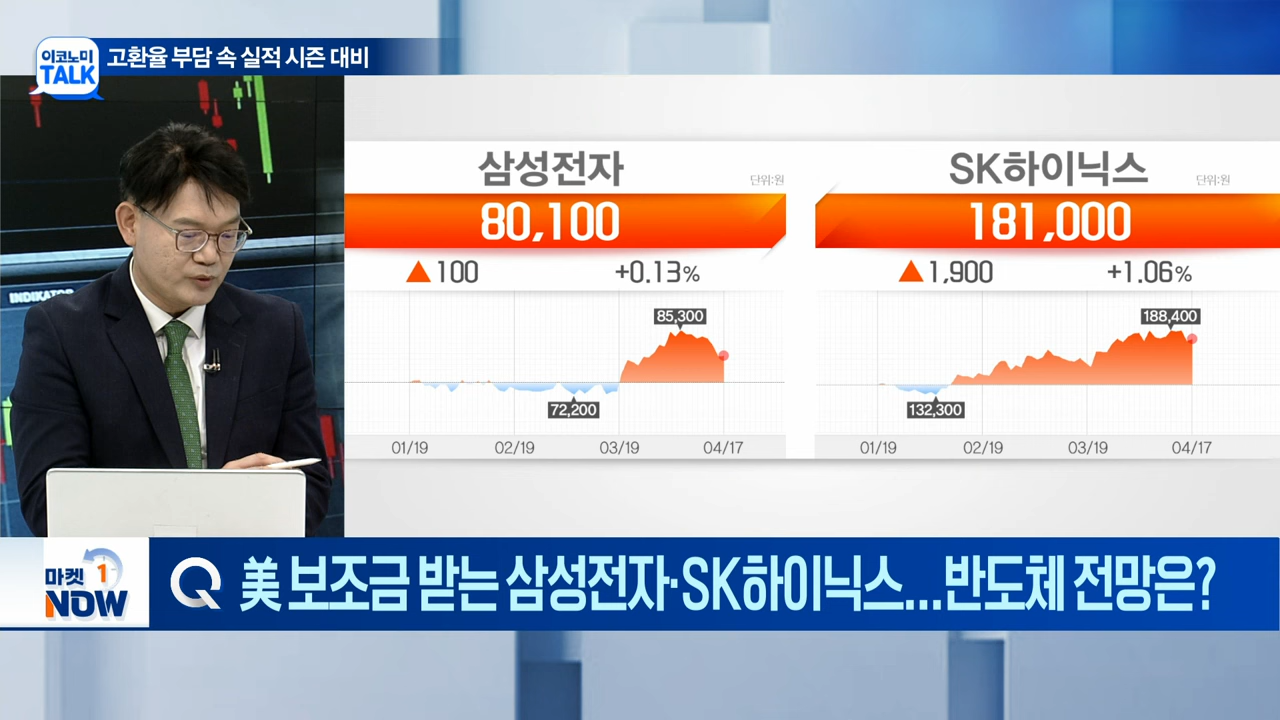 이코노미
TALK
고환율 부담 속 실적 시즌 대비
INDIKATOR
삼성전자
단위:원
80,100
▲100 +0.13%
85,300
72,200
01/19 02/19 03/19 04/17
SK하이닉스
단위:원
181,000
▲1,900 +1.06%
188,400
132,300
01/19 02/19 03/19 04/17
마켓 1
NOW
Q 美 보조금 받는 삼성전자·SK하이닉스...반도체 전망은?